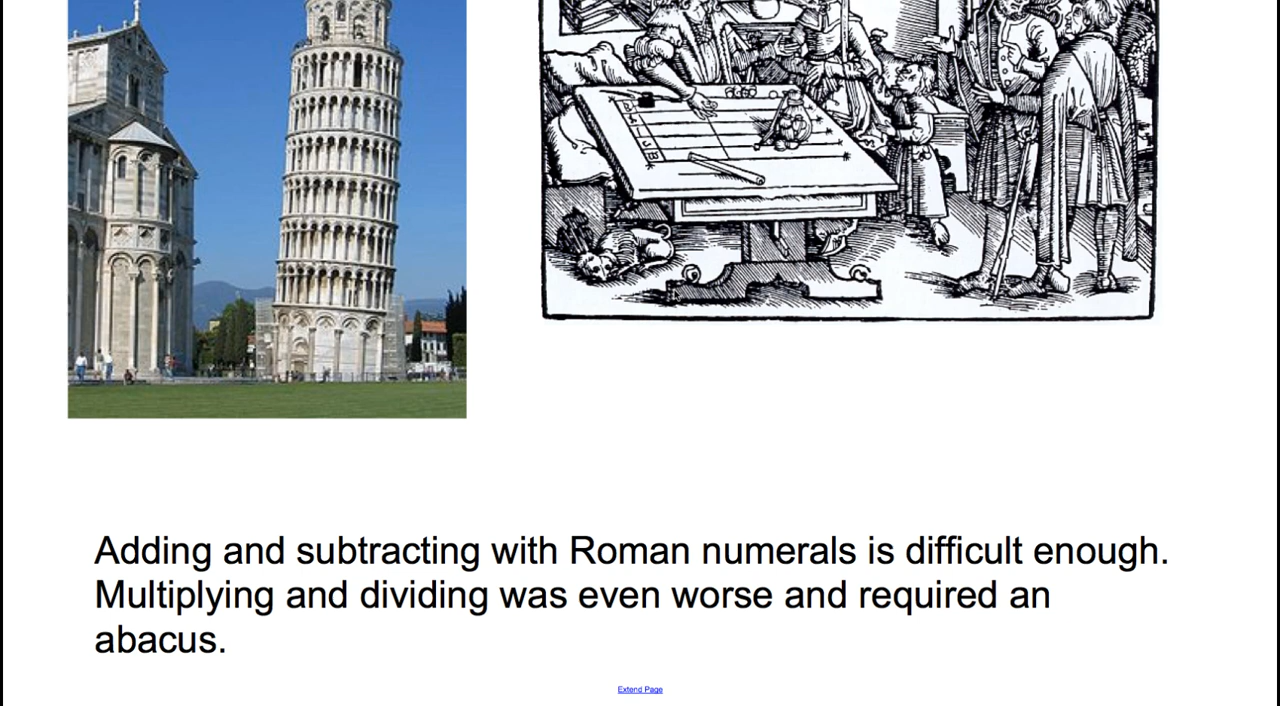 Adding and subtracting with Roman numerals is difficult enough.
Multiplying and dividing was even worse and required an
abacus.
Extend Page